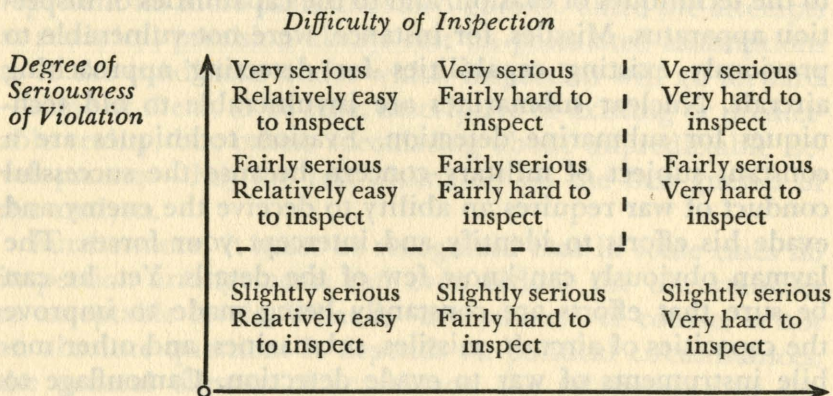 Difficulty of Inspection
Degree of
Seriousness
of Violation
Very serious Very serious Very serious
Relatively easy Fairly hard to Very hard to
to inspect inspect inspect
Fairly serious Fairly serious Fairly serious
Relatively easy Fairly hard to Very hard to
to inspect inspect inspect
Slightly serious Slightly serious Slightly serious
Relatively easy Fairly hard to Very hard to
to inspect inspect inspect